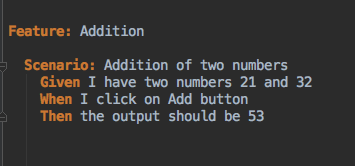 Feature: Addition
Scenario: Addition of two numbers
Given I have two numbers 21 and 32
When I click on Add button
Then the output should be 53